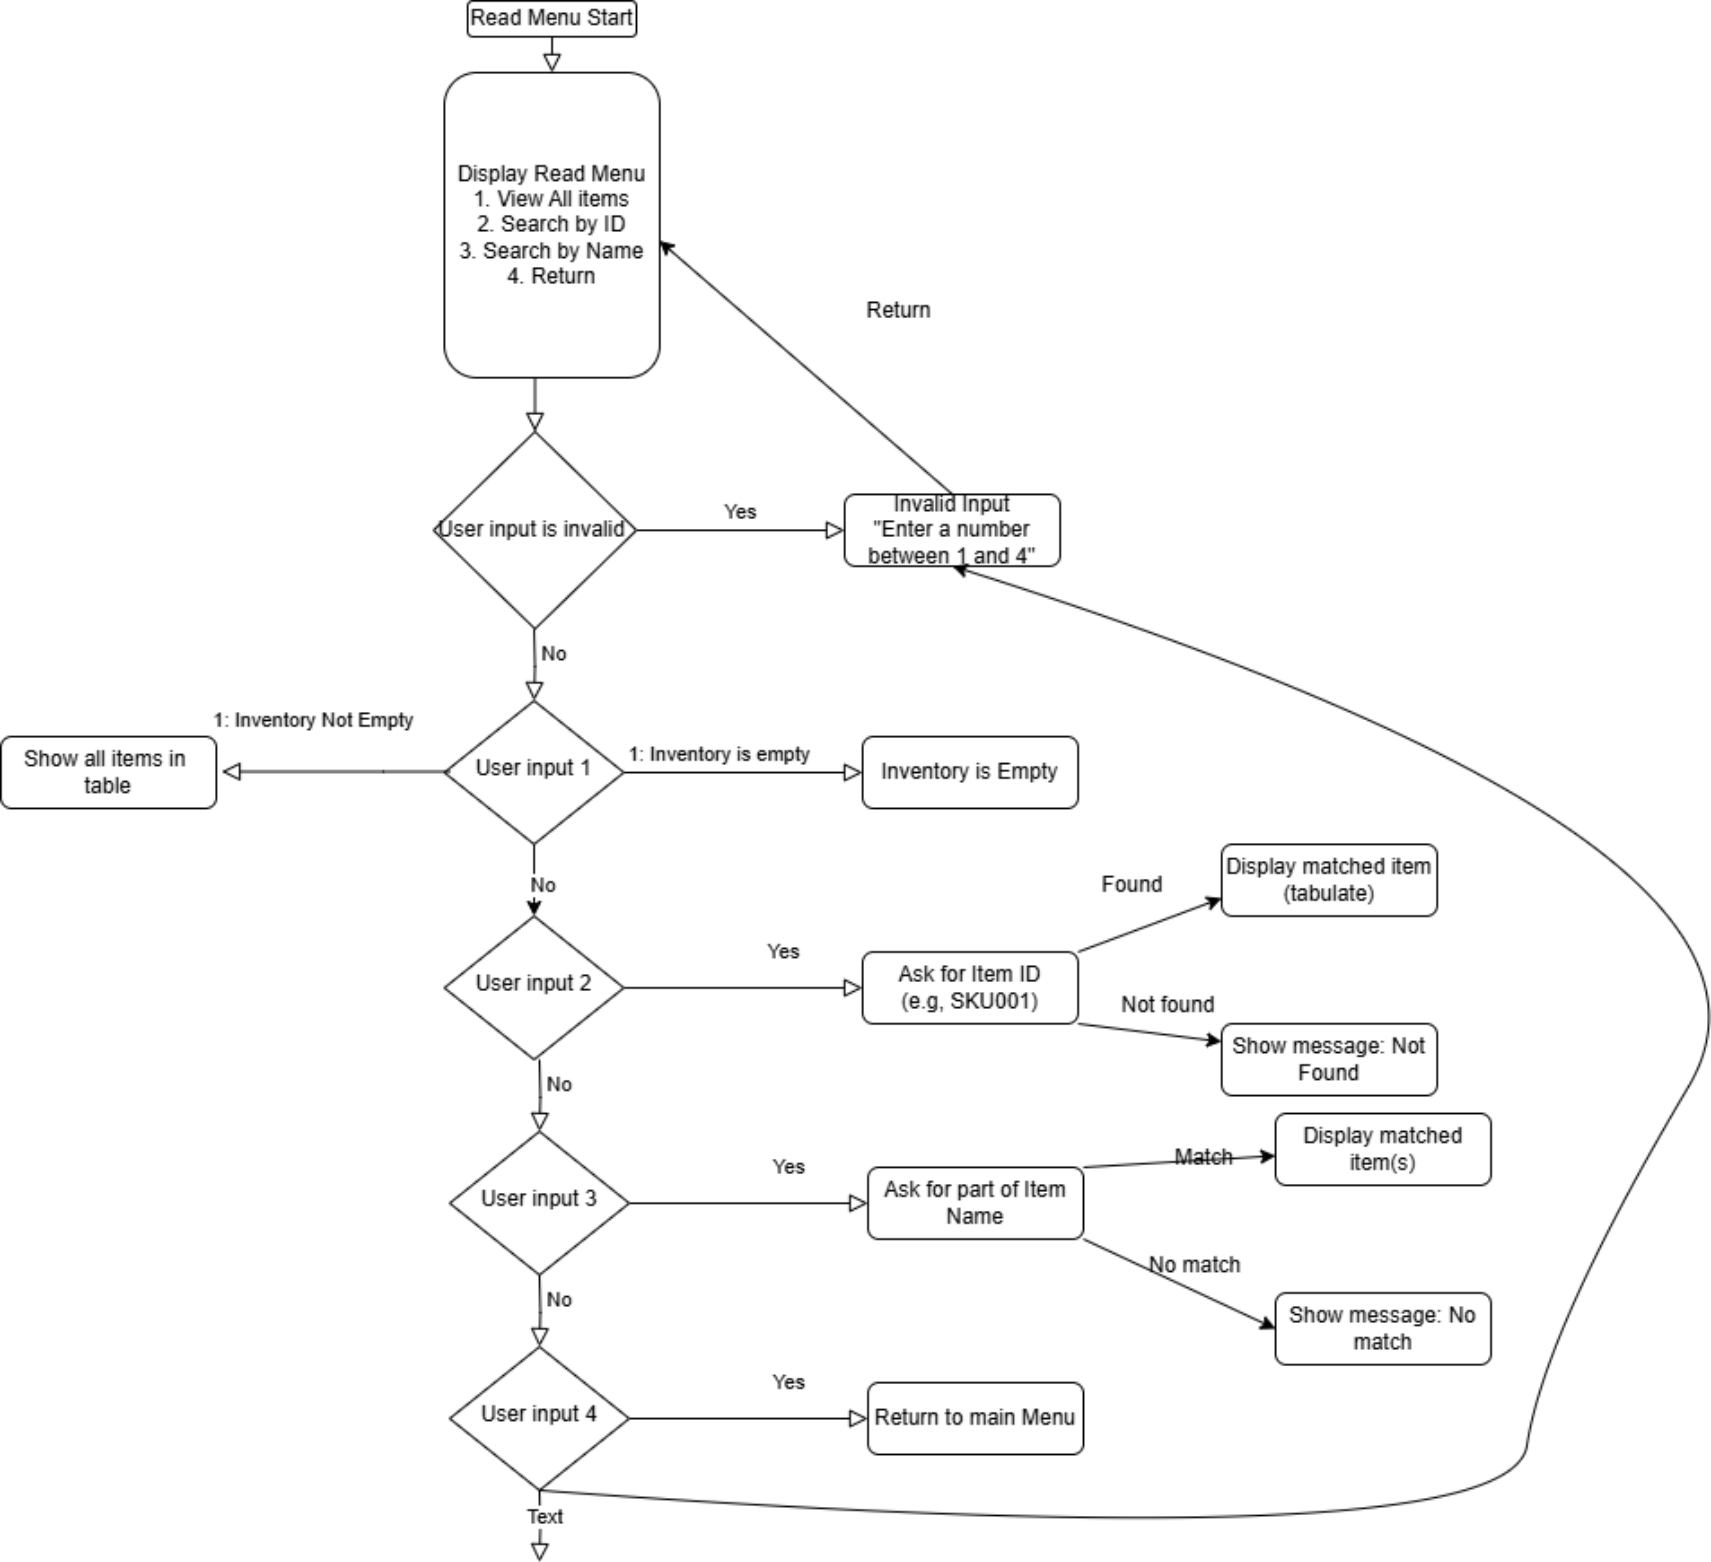 Read Menu Start
Display Read Menu
1. View All items
2. Search by ID
3. Search by Name
4. Return
Return
User input is invalid
Yes
Invalid Input
"Enter a number
between 1 and 4"
No
1: Inventory Not Empty
Show all items in
table
User input 1
1: Inventory is empty
Inventory is Empty
No
User input 2
Yes
Ask for Item ID
(e.g, SKU001)
Found
Display matched item
(tabulate)
Not found
Show message: Not
Found
No
User input 3
Yes
Ask for part of Item
Name
Match
Display matched
item(s)
No match
Show message: No
match
No
User input 4
Yes
Return to main Menu
Text